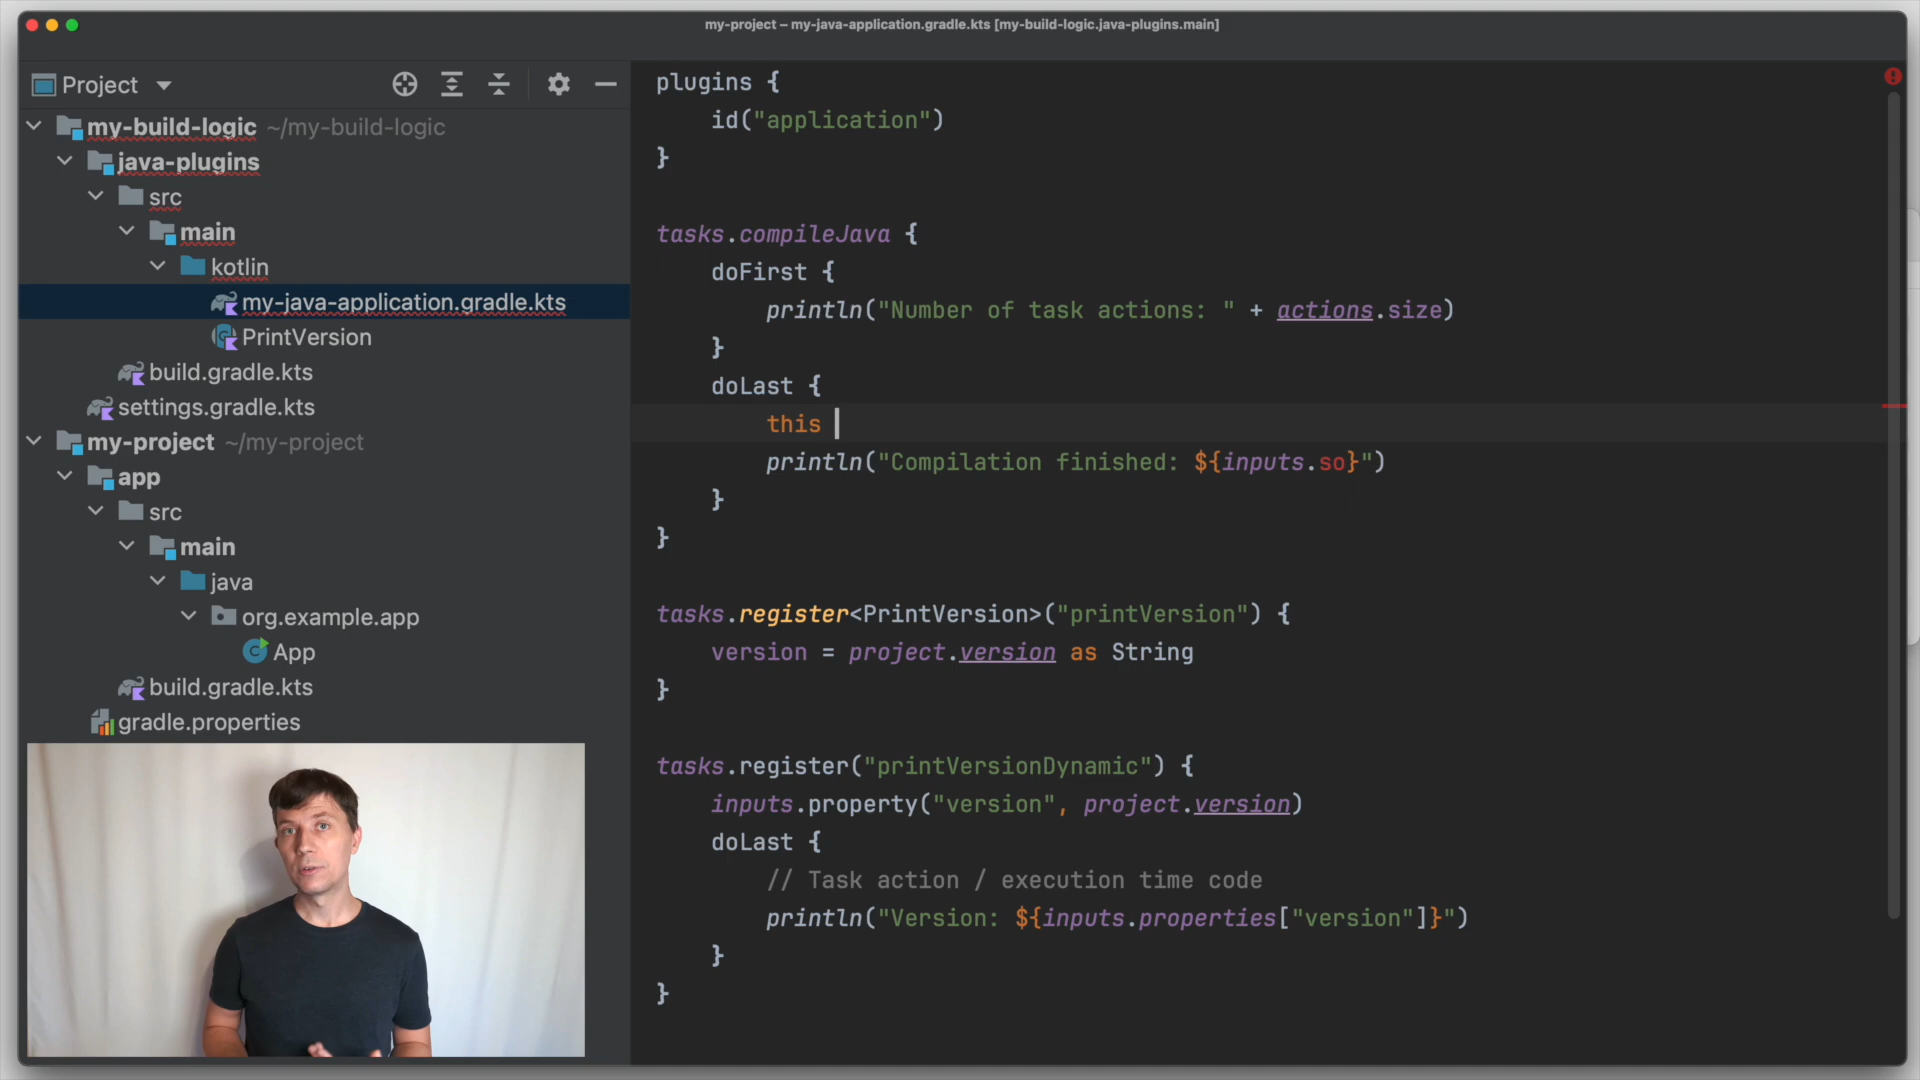 my-project – my-java-application.gradle.kts [my-build-logic.java-plugins.main]
Project
my-build-logic ~/my-build-logic
java-plugins
src
main
kotlin
my-java-application.gradle.kts
PrintVersion
build.gradle.kts
settings.gradle.kts
my-project ~/my-project
app
src
main
java
org.example.app
App
build.gradle.kts
gradle.properties
plugins {
id("application")
}
tasks.compileJava {
doFirst {
println("Number of task actions: " + actions.size)
}
doLast {
this
println("Compilation finished: ${inputs.so}")
}
}
tasks.register<PrintVersion>("printVersion") {
version = project.version as String
}
tasks.register("printVersionDynamic") {
inputs.property("version", project.version)
doLast {
// Task action / execution time code
println("Version: ${inputs.properties["version"]}")
}
}